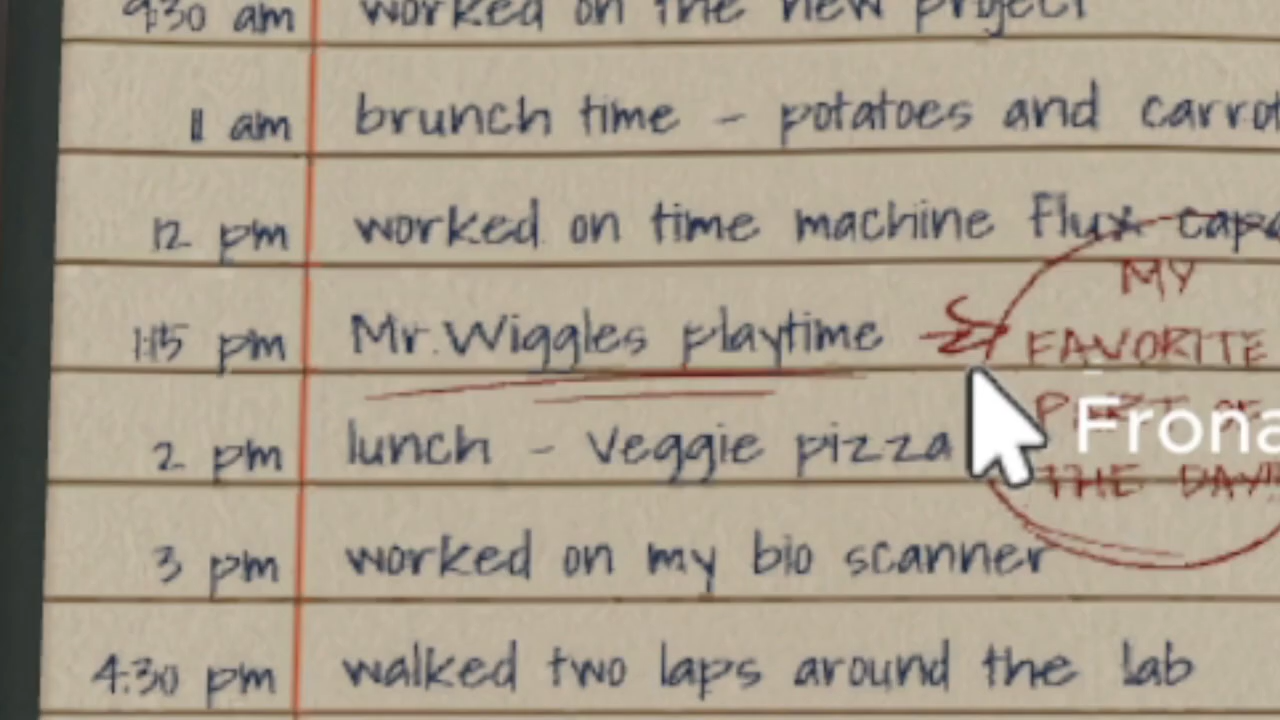 9:30 am worked on the new project
11 am brunch time - potatoes and
12 pm worked on time machine flux
MY
1:15 pm Mr. Wiggles playtime
FAVORITE
PART OF
2 pm lunch - Veggie pizza
THE DAY!
3 pm worked on my bio scanner
4:30 pm walked two laps around the lab